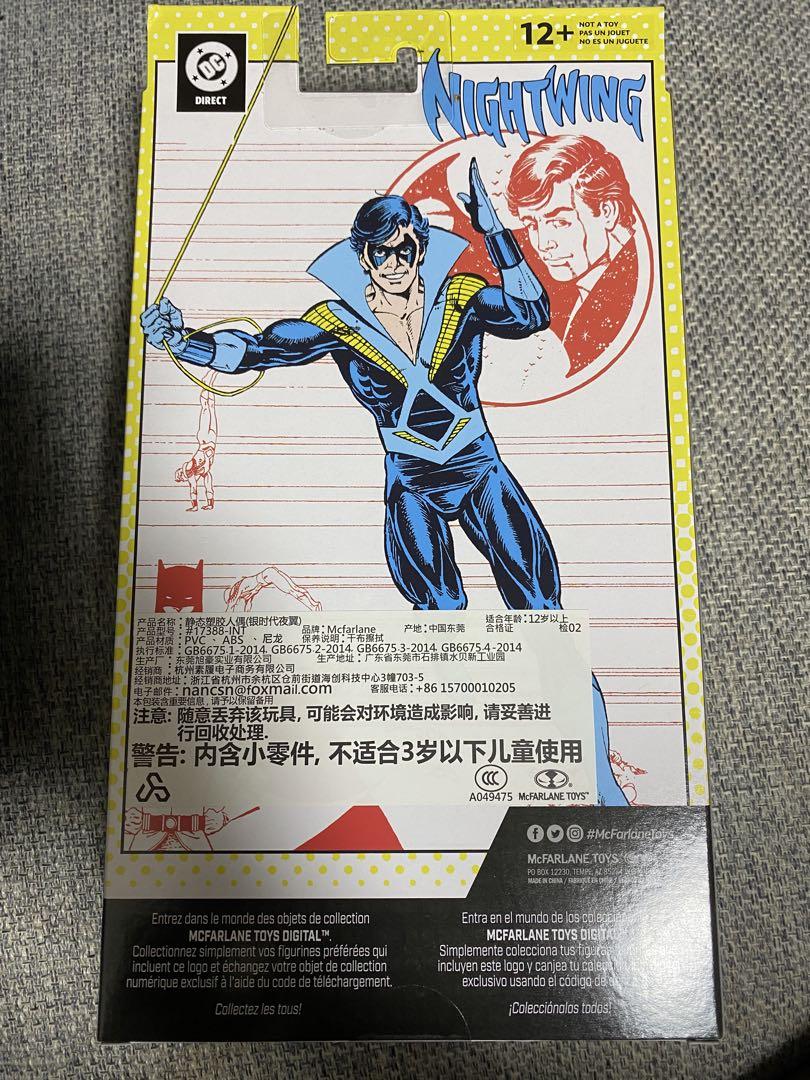 DC
DIRECT
12+
NOT A TOY
PAS UN JOUET
NO ES UN JUGUETE
NIGHTWING
产品名称: 静态塑胶人偶(银时代夜翼)
适合年龄: 12岁以上
产品型号: #17388-INT
品牌: Mcfarlane
产地: 中国东莞
合格证
检02
产品材质: PVC 、 ABS 、 尼龙
保养说明: 干布擦拭
执行标准: GB6675.1-2014. GB6675.2-2014. GB6675.3-2014. GB6675.4-2014
生产厂: 东莞旭豪实业有限公司
生产地址: 广东省东莞市石排镇水贝新工业园
经销商: 杭州素履电子商务有限公司
经销商地址: 浙江省杭州市余杭区仓前街道海创科技中心3幢703-5
电子邮件: nancsn@foxmail.com
客服电话: +86 15700010205
本包装含重要信息, 请予以保留备用
注意: 随意丢弃该玩具, 可能会对环境造成影响, 请妥善进
行回收处理.
警告: 内含小零件, 不适合3岁以下儿童使用
CCC
A049475
McFARLANE TOYS™
#McFarlaneToys
McFARLANE TOYS
PO BOX 12230, TEMPE, AZ
MADE IN CHINA / FABRIQUÉ EN CHINE /
Entrez dans le monde des objets de collection
MCFARLANE TOYS DIGITAL™.
Collectionnez simplement vos figurines préférées qui
incluent ce logo et échangez votre objet de collection
numérique exclusif à l'aide du code de téléchargement.
Collectez les tous!
Entra en el mundo de los
MCFARLANE TOYS
Simplemente colecciona tus
incluyen este logo y canjea tu
exclusivo usando el código de
¡Colecciónalos todos!